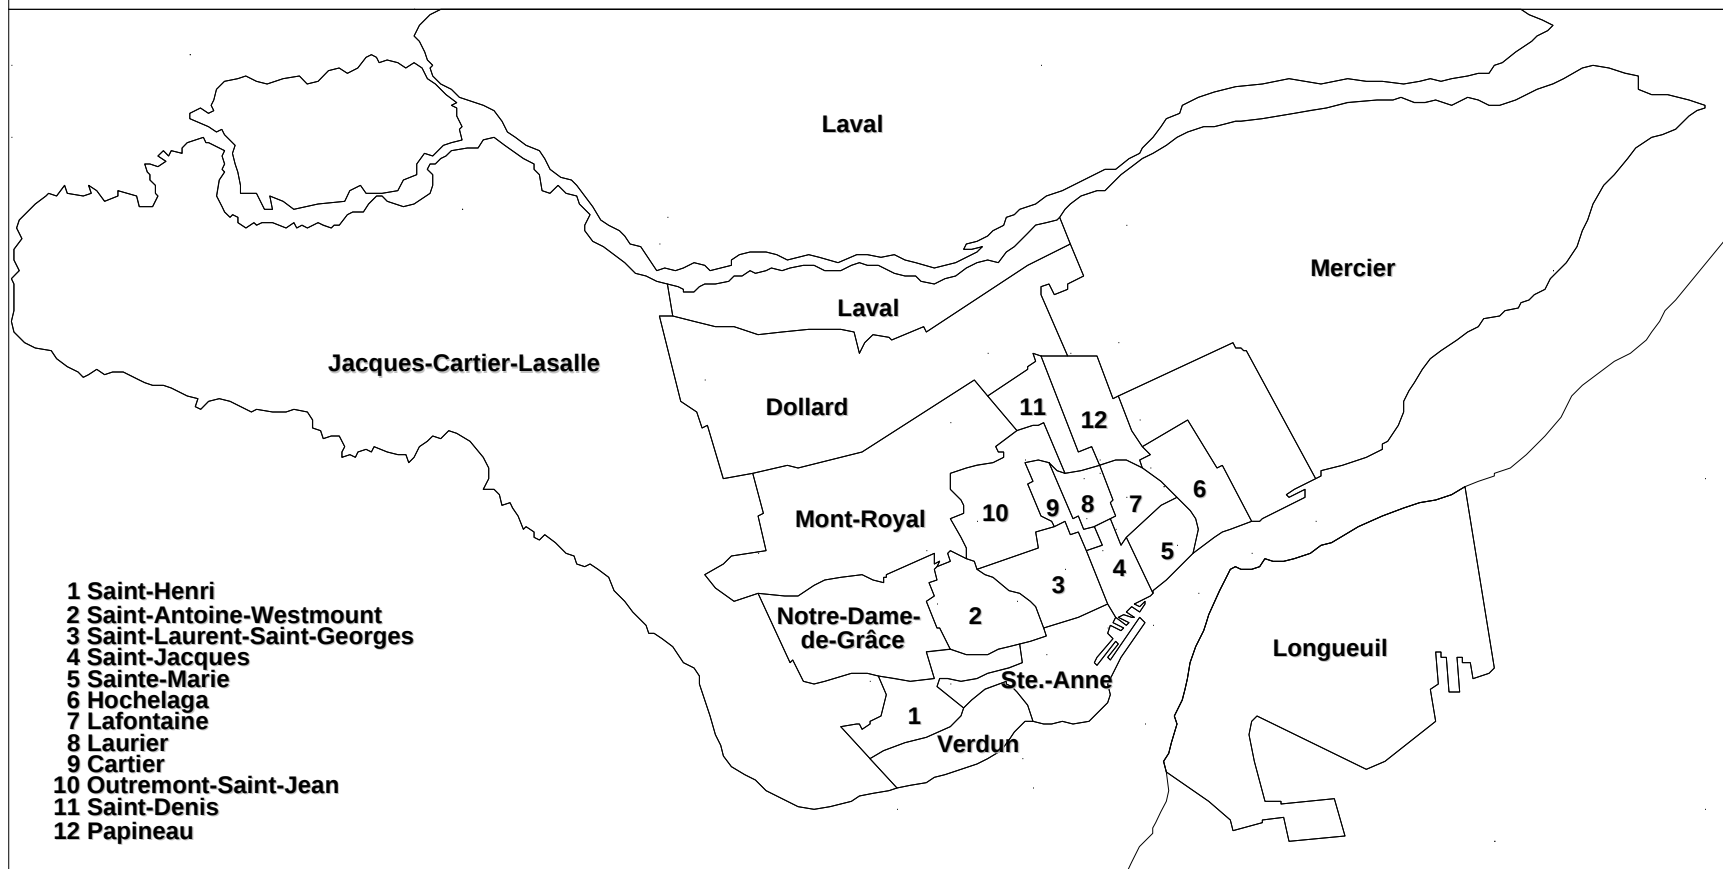 Laval
Mercier
Laval
Jacques-Cartier-Lasalle
Dollard
11
12
6
7
8
9
10
Mont-Royal
5
4
3
2
Notre-Dame-
de-Grâce
Longueuil
Ste.-Anne
1
Verdun
1 Saint-Henri
2 Saint-Antoine-Westmount
3 Saint-Laurent-Saint-Georges
4 Saint-Jacques
5 Sainte-Marie
6 Hochelaga
7 Lafontaine
8 Laurier
9 Cartier
10 Outremont-Saint-Jean
11 Saint-Denis
12 Papineau